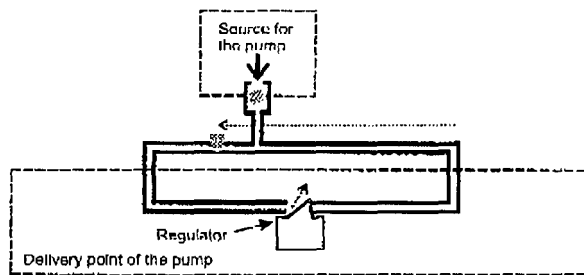 Source for
the pump
Regulator
Delivery point of the pump